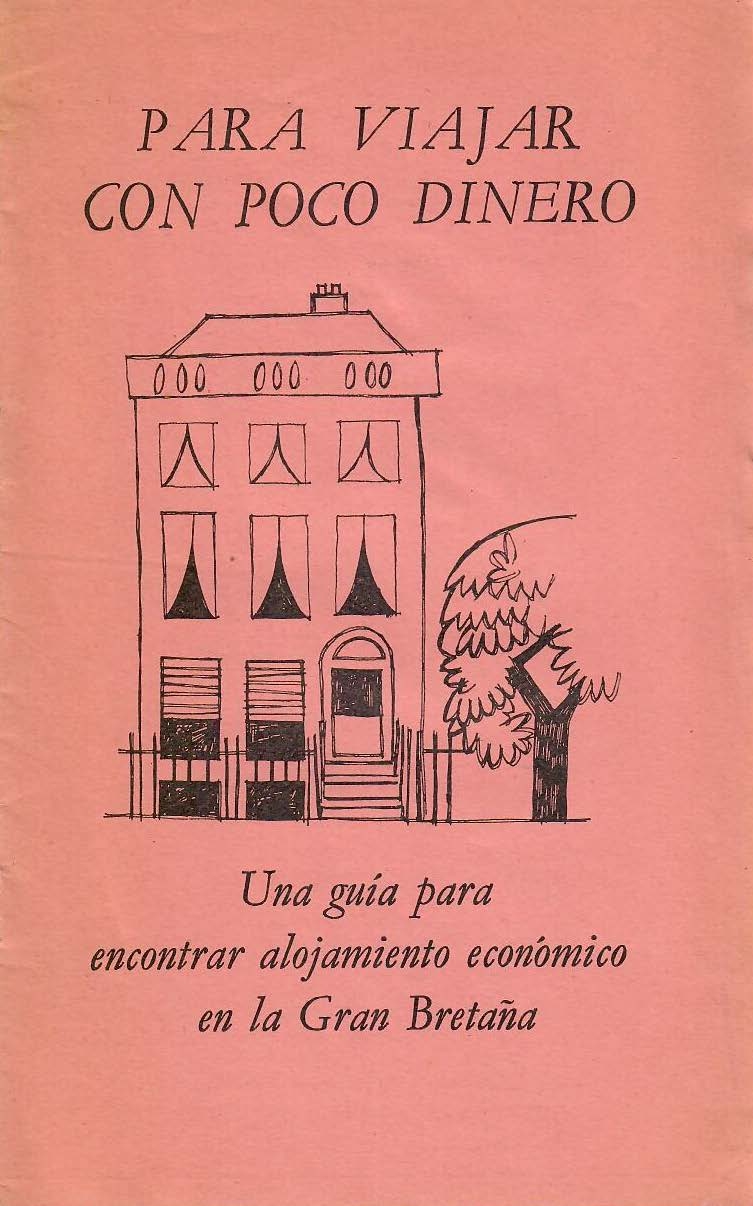 PARA VIAJAR
CON POCO DINERO
Una guía para
encontrar alojamiento económico
en la Gran Bretaña